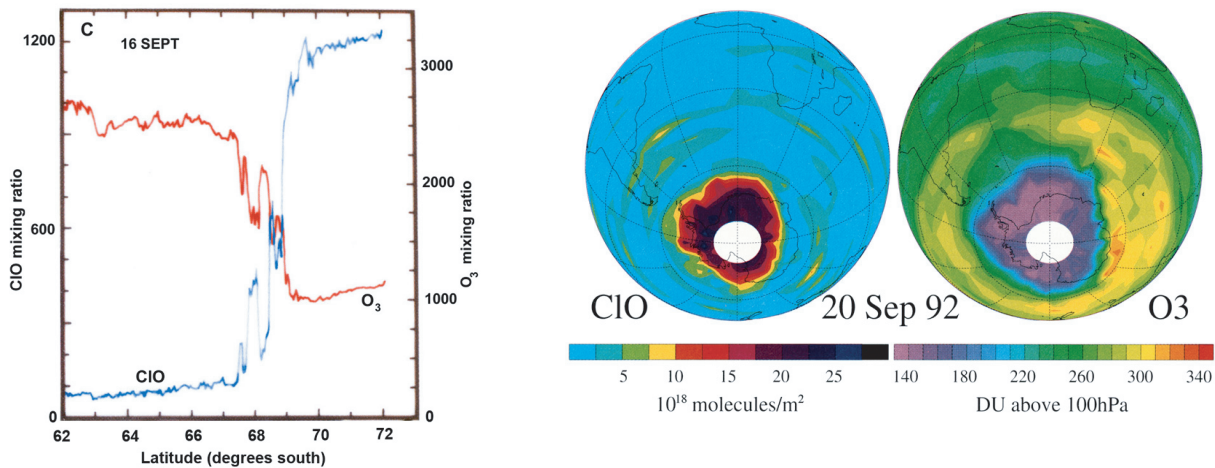 C
16 SEPT
1200
600
0
ClO mixing ratio
3000
2000
1000
0
O₃ mixing ratio
O₃
ClO
62 64 66 68 70 72
Latitude (degrees south)
ClO 20 Sep 92 O3
5 10 15 20 25
10¹⁸ molecules/m²
140 180 220 260 300 340
DU above 100hPa